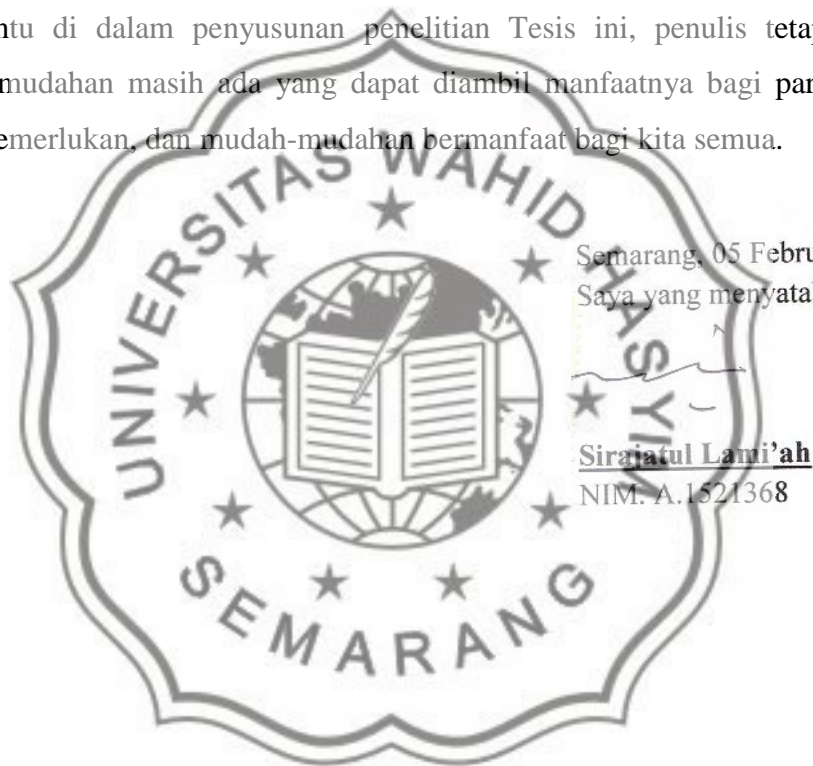 ntu di dalam penyusunan penelitian Tesis ini, penulis tetap
mudahan masih ada yang dapat diambil manfaatnya bagi par
emerlukan, dan mudah-mudahan bermanfaat bagi kita semua.
UNIVERSITAS WAHID HASYIM
Semarang, 05 Febru
Saya yang menyatak
Sirajatul Lami'ah
NIM. A.1521368
SEMARANG